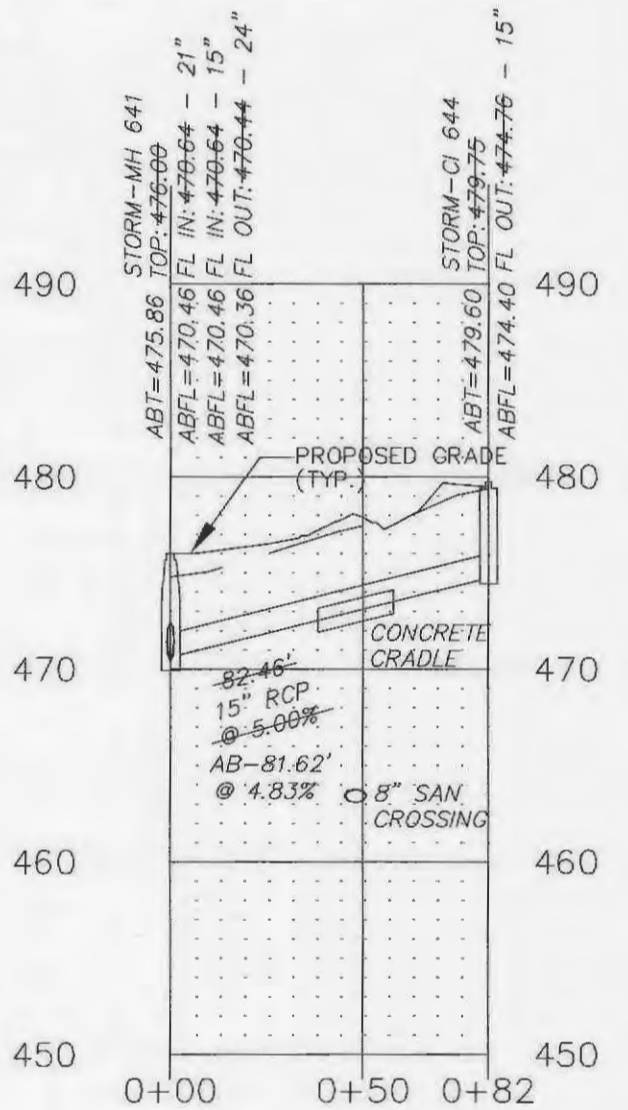 STORM-MH 641
ABT=475.86 TOP: 476.00
ABFL=470.46 FL IN: 470.64 - 21"
ABFL=470.46 FL IN: 470.64 - 15"
ABFL=470.36 FL OUT: 470.44 - 24"
STORM-CI 644
ABT=479.60 TOP: 479.75
ABFL=474.40 FL OUT: 474.76 - 15"
490 490
PROPOSED GRADE
(TYP.)
480 480
CONCRETE
CRADLE
470 470
82.46'
15" RCP
@ 5.00%
AB-81.62'
@ 4.83%
8" SAN
CROSSING
460 460
450 450
0+00 0+50 0+82